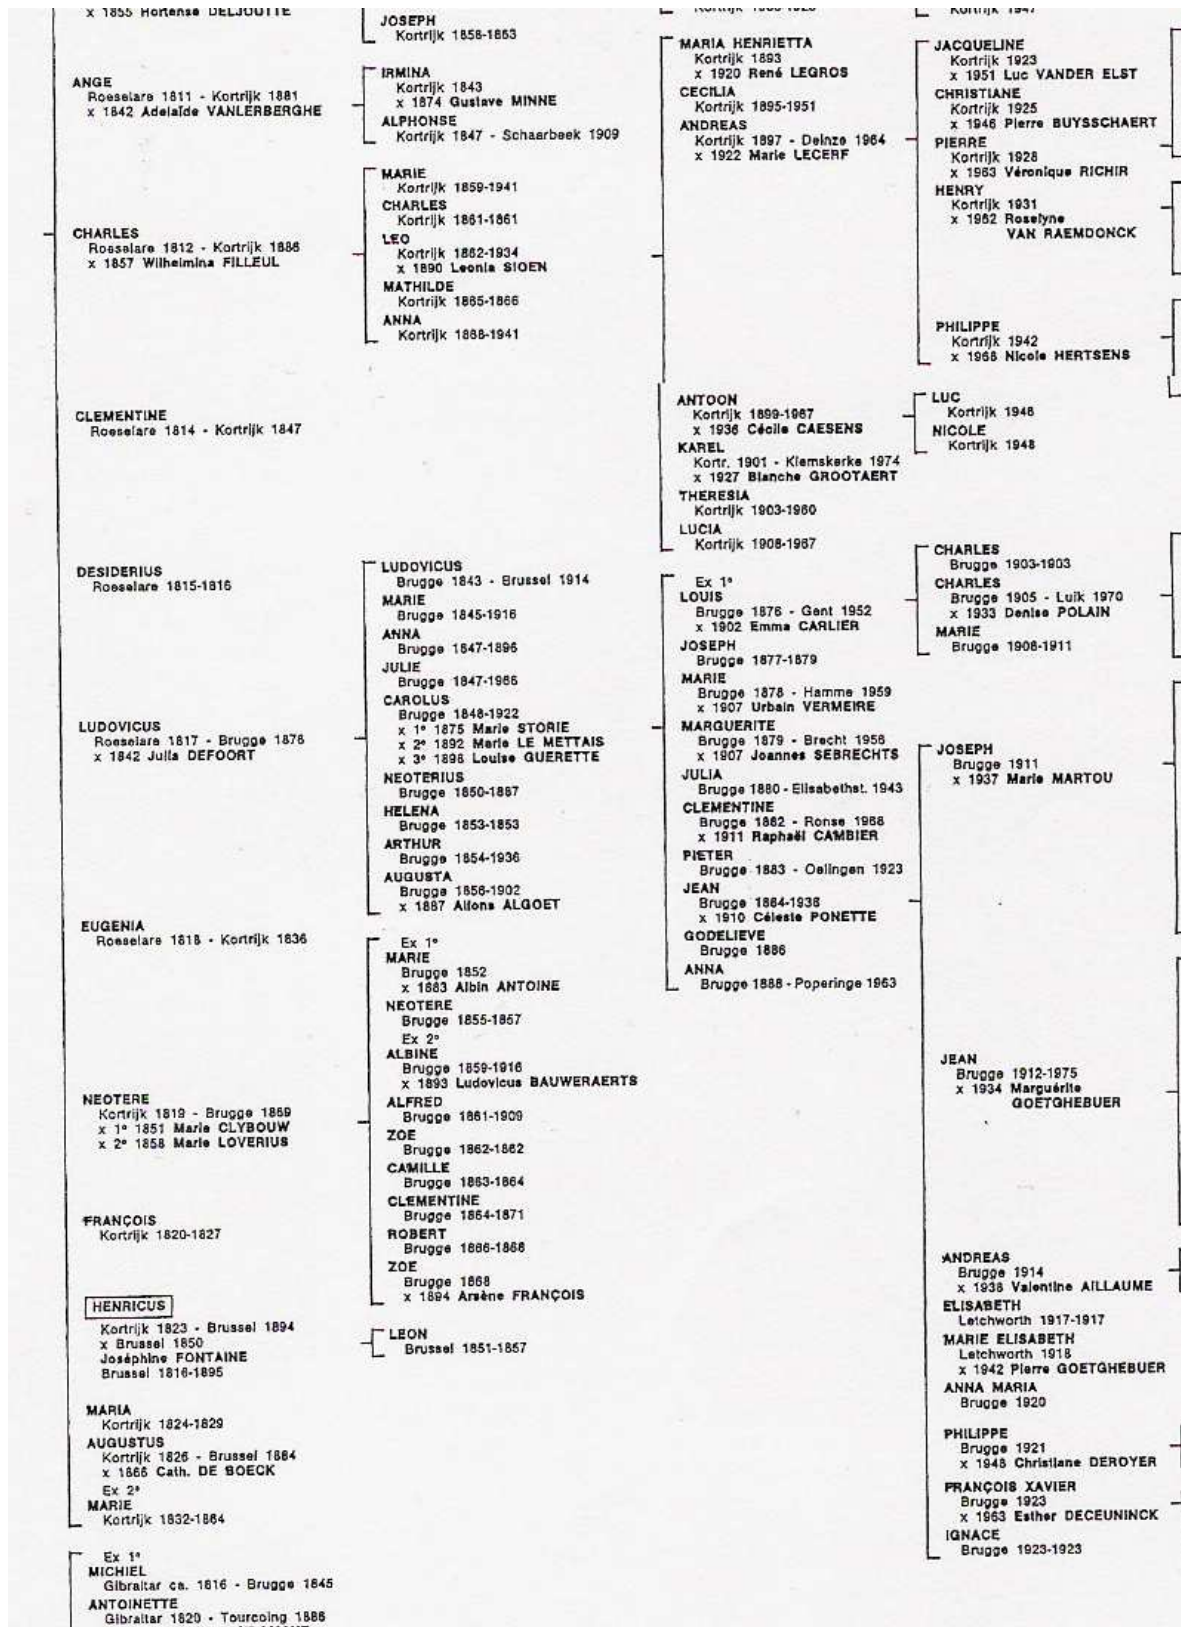 x 1855 Hortense DELJOUTTE
ANGE
Roeselare 1811 - Kortrijk 1881
x 1842 Adelaïde VANLERBERGHE
CHARLES
Roeselare 1812 - Kortrijk 1886
x 1857 Wilhelmina FILLEUL
CLEMENTINE
Roeselare 1814 - Kortrijk 1847
DESIDERIUS
Roeselare 1815-1816
LUDOVICUS
Roeselare 1817 - Brugge 1876
x 1842 Julia DEFOORT
EUGENIA
Roeselare 1818 - Kortrijk 1836
NEOTERE
Kortrijk 1819 - Brugge 1869
x 1° 1851 Marie CLYBOUW
x 2° 1858 Marie LOVERIUS
FRANÇOIS
Kortrijk 1820-1827
HENRICUS
Kortrijk 1823 - Brussel 1894
x Brussel 1850
Joséphine FONTAINE
Brussel 1816-1895
MARIA
Kortrijk 1824-1829
AUGUSTUS
Kortrijk 1826 - Brussel 1884
x 1866 Cath. DE BOECK
Ex 2°
MARIE
Kortrijk 1832-1864
Ex 1°
MICHIEL
Gibraltar ca. 1816 - Brugge 1845
ANTOINETTE
Gibraltar 1820 - Tourcoing 1886
JOSEPH
Kortrijk 1858-1863
IRMINA
Kortrijk 1843
x 1874 Gustave MINNE
ALPHONSE
Kortrijk 1847 - Schaarbeek 1909
MARIE
Kortrijk 1859-1941
CHARLES
Kortrijk 1861-1861
LEO
Kortrijk 1862-1934
x 1890 Leonia SIOEN
MATHILDE
Kortrijk 1865-1866
ANNA
Kortrijk 1868-1941
LUDOVICUS
Brugge 1843 - Brussel 1914
MARIE
Brugge 1845-1916
ANNA
Brugge 1847-1896
JULIE
Brugge 1847-1966
CAROLUS
Brugge 1848-1922
x 1° 1875 Marie STORIE
x 2° 1892 Marie LE METTAIS
x 3° 1898 Louise GUERETTE
NEOTERIUS
Brugge 1850-1887
HELENA
Brugge 1853-1853
ARTHUR
Brugge 1854-1936
AUGUSTA
Brugge 1856-1902
x 1887 Alfons ALGOET
Ex 1°
MARIE
Brugge 1852
x 1883 Albin ANTOINE
NEOTERE
Brugge 1855-1857
Ex 2°
ALBINE
Brugge 1859-1916
x 1893 Ludovicus BAUWERAERTS
ALFRED
Brugge 1861-1909
ZOE
Brugge 1862-1862
CAMILLE
Brugge 1863-1864
CLEMENTINE
Brugge 1864-1871
ROBERT
Brugge 1866-1868
ZOE
Brugge 1868
x 1894 Arsène FRANÇOIS
LEON
Brussel 1851-1857
MARIA HENRIETTA
Kortrijk 1893
x 1920 René LEGROS
CECILIA
Kortrijk 1895-1951
ANDREAS
Kortrijk 1897 - Deinze 1964
x 1922 Marie LECERF
ANTOON
Kortrijk 1899-1967
x 1936 Cécile CAESENS
KAREL
Kortr. 1901 - Klemskerke 1974
x 1927 Blanche GROOTAERT
THERESIA
Kortrijk 1903-1960
LUCIA
Kortrijk 1908-1967
Ex 1°
LOUIS
Brugge 1876 - Gent 1952
x 1902 Emma CARLIER
JOSEPH
Brugge 1877-1879
MARIE
Brugge 1878 - Hamme 1959
x 1907 Urbain VERMEIRE
MARGUERITE
Brugge 1879 - Brecht 1956
x 1907 Joannes SEBRECHTS
JULIA
Brugge 1880 - Elisabethst. 1943
CLEMENTINE
Brugge 1882 - Ronse 1968
x 1911 Raphaël CAMBIER
PIETER
Brugge 1883 - Oelingen 1923
JEAN
Brugge 1884-1938
x 1910 Céleste PONETTE
GODELIEVE
Brugge 1886
ANNA
Brugge 1888 - Poperinge 1963
Kortrijk 1947
JACQUELINE
Kortrijk 1923
x 1951 Luc VANDER ELST
CHRISTIANE
Kortrijk 1925
x 1946 Pierre BUYSSCHAERT
PIERRE
Kortrijk 1928
x 1963 Véronique RICHIR
HENRY
Kortrijk 1931
x 1962 Roselyne
VAN RAEMDONCK
PHILIPPE
Kortrijk 1942
x 1968 Nicole HERTSENS
LUC
Kortrijk 1946
NICOLE
Kortrijk 1948
CHARLES
Brugge 1903-1903
CHARLES
Brugge 1905 - Luik 1970
x 1933 Denise POLAIN
MARIE
Brugge 1908-1911
JOSEPH
Brugge 1911
x 1937 Marie MARTOU
JEAN
Brugge 1912-1975
x 1934 Marguérite
GOETGHEBUER
ANDREAS
Brugge 1914
x 1938 Valentine AILLAUME
ELISABETH
Letchworth 1917-1917
MARIE ELISABETH
Letchworth 1918
x 1942 Pierre GOETGHEBUER
ANNA MARIA
Brugge 1920
PHILIPPE
Brugge 1921
x 1948 Christiane DEROYER
FRANÇOIS XAVIER
Brugge 1923
x 1963 Esther DECEUNINCK
IGNACE
Brugge 1923-1923